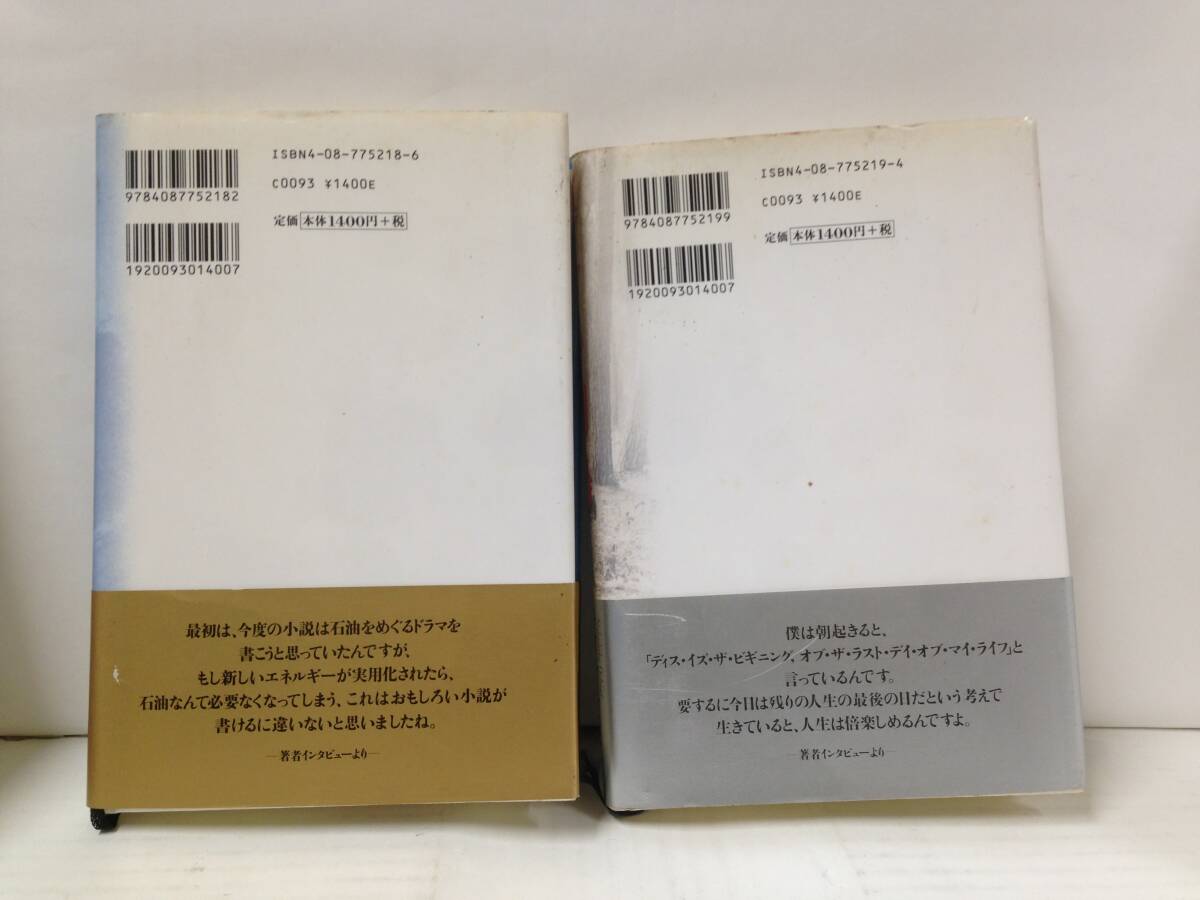 ISBN4-08-775218-6
9784087752182
C0093 ¥1400E
定価 本体1400円+税
1920093014007
最初は、今度の小説は石油をめぐるドラマを
書こうと思っていたんですが、
もし新しいエネルギーが実用化されたら、
石油なんて必要なくなってしまう、これはおもしろい小説が
書けるに違いないと思いましたね。
―著者インタビューより―
ISBN4-08-775219-4
9784087752199
C0093 ¥1400E
定価 本体1400円+税
1920093014007
僕は朝起きると、
「ディス・イズ・ザ・ビギニング,オブ・ザ・ラスト・デイ・オブ・マイ・ライフ」と
言っているんです。
要するに今日は残りの人生の最後の日だという考えで
生きていると、人生は倍楽しめるんですよ。
―著者インタビューより―